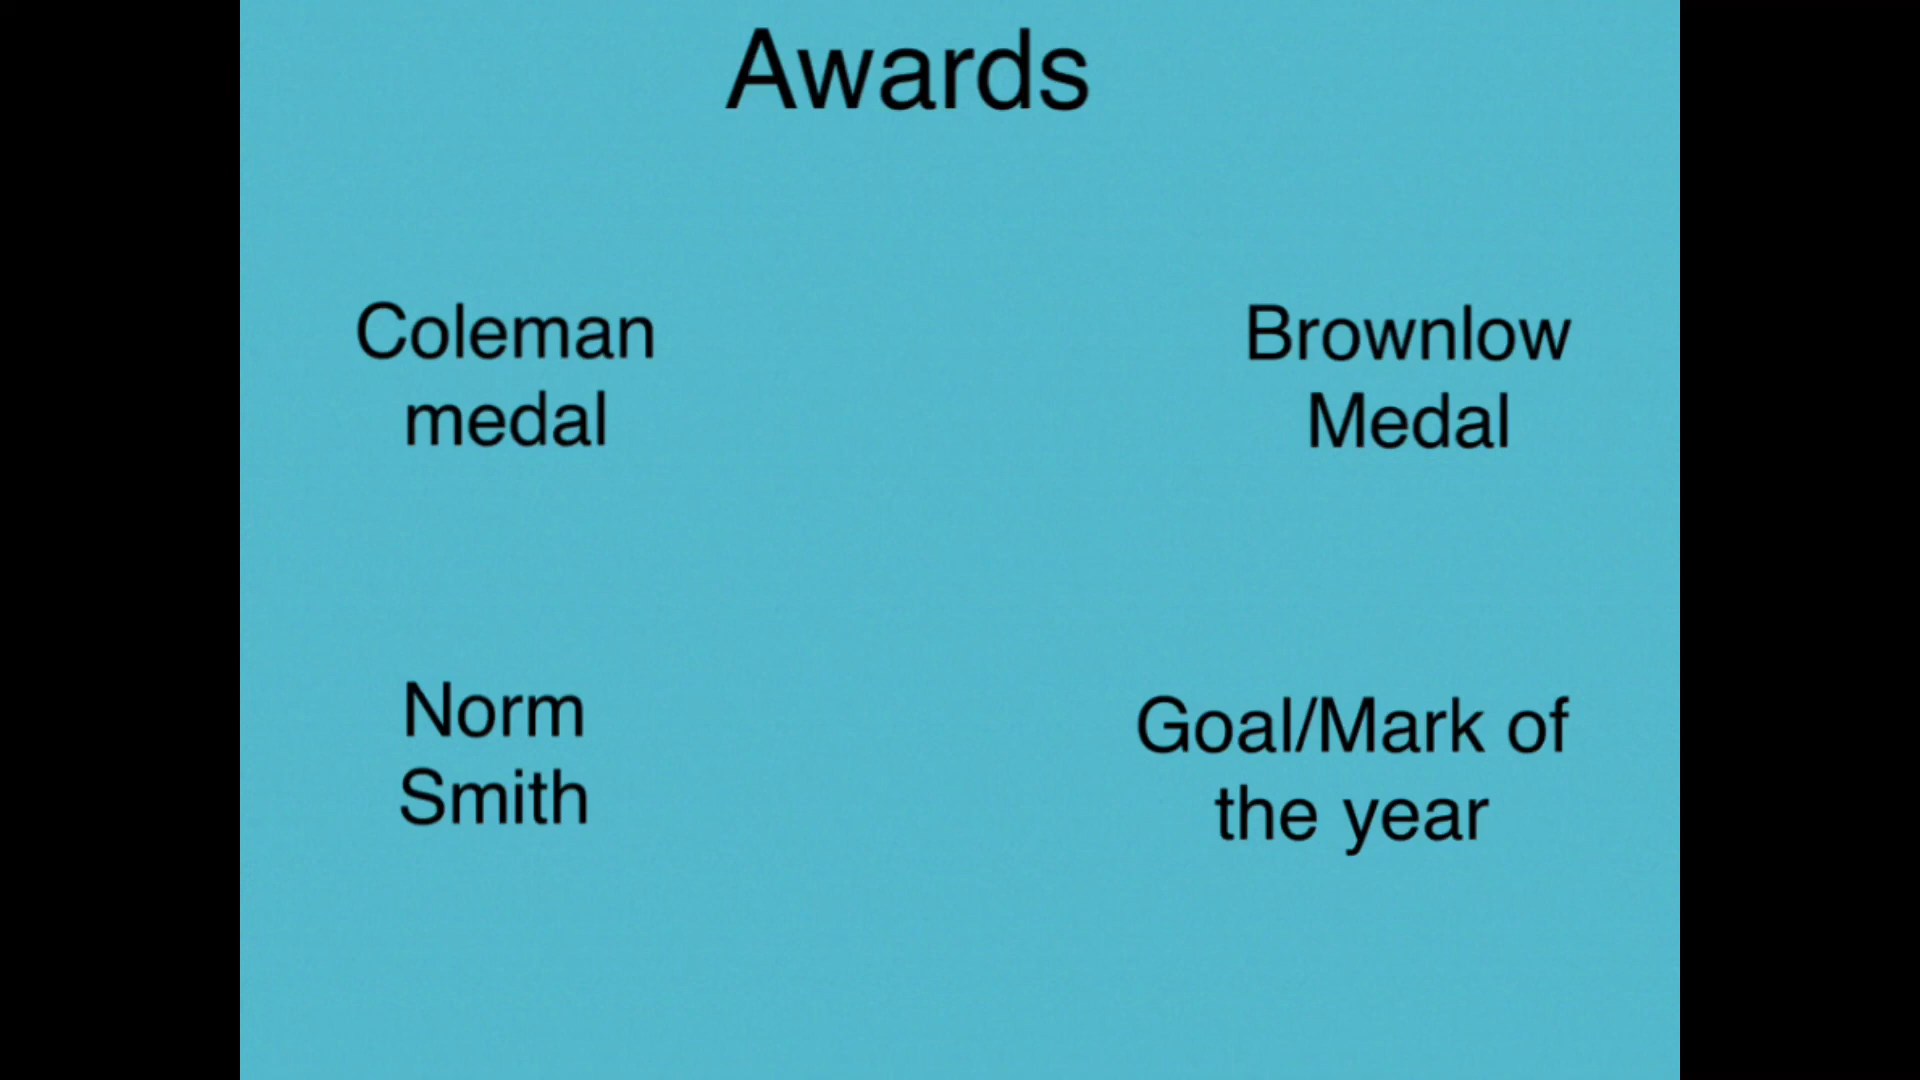 Awards
Coleman
medal
Brownlow
Medal
Norm
Smith
Goal/Mark of
the year